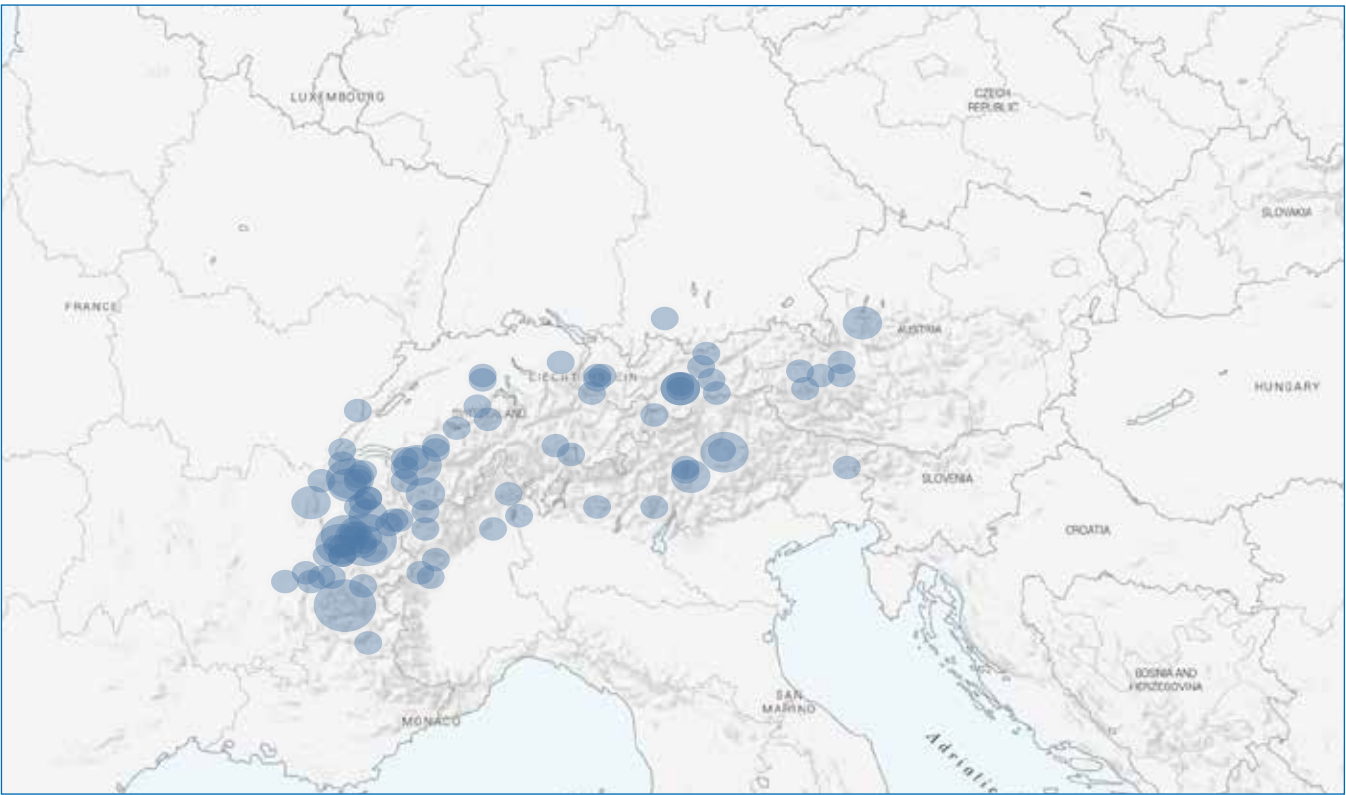 LUXEMBOURG
CZECH
REPUBLIC
SLOVAKIA
FRANCE
AUSTRIA
LIECHTENSTEIN
HUNGARY
SLOVENIA
CROATIA
BOSNIA AND
HERZEGOVINA
SAN
MARINO
MONACO
Adriatic